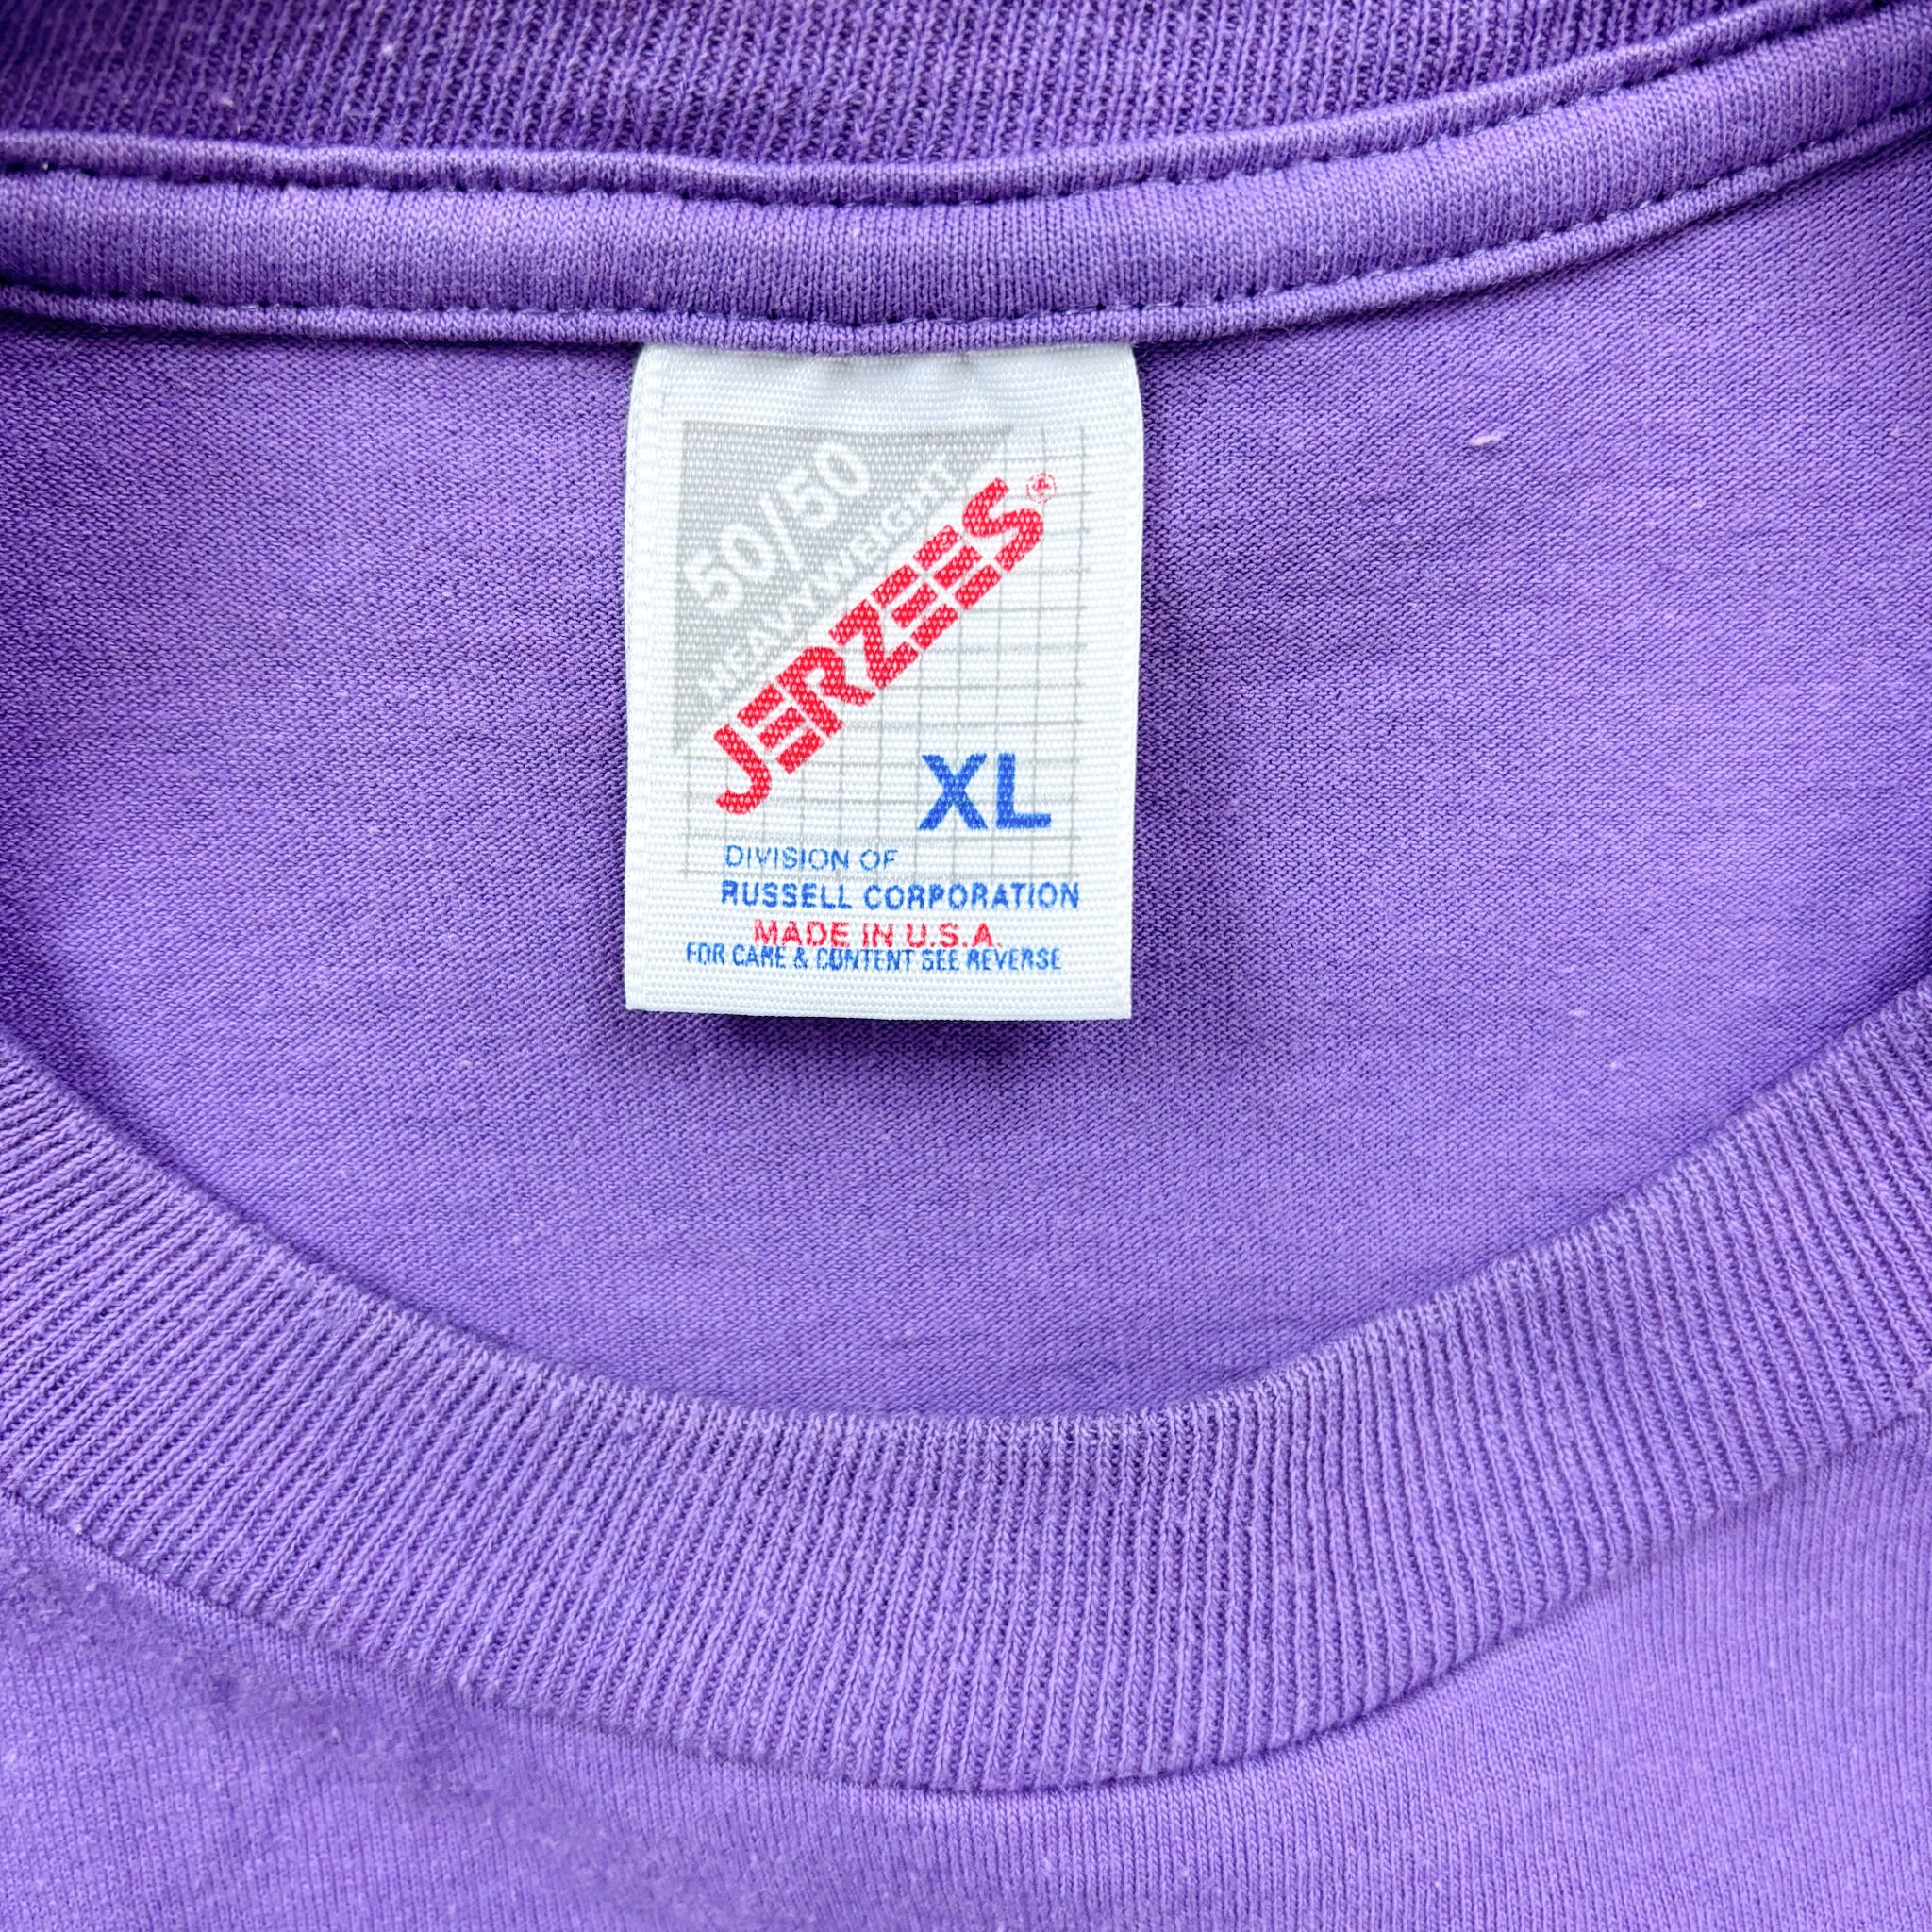 50/50
HEAVYWEIGHT
JERZEES®
XL
DIVISION OF
RUSSELL CORPORATION
MADE IN U.S.A.
FOR CARE & CONTENT SEE REVERSE